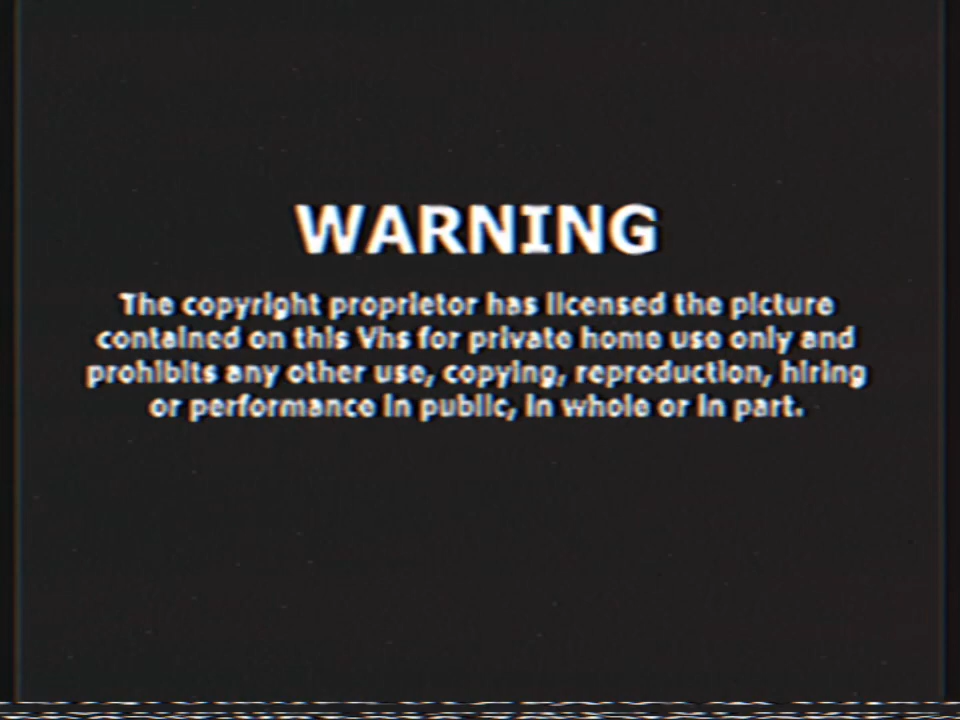 WARNING
The copyright proprietor has licensed the picture
contained on this Vhs for private home use only and
prohibits any other use, copying, reproduction, hiring
or performance in public, in whole or in part.